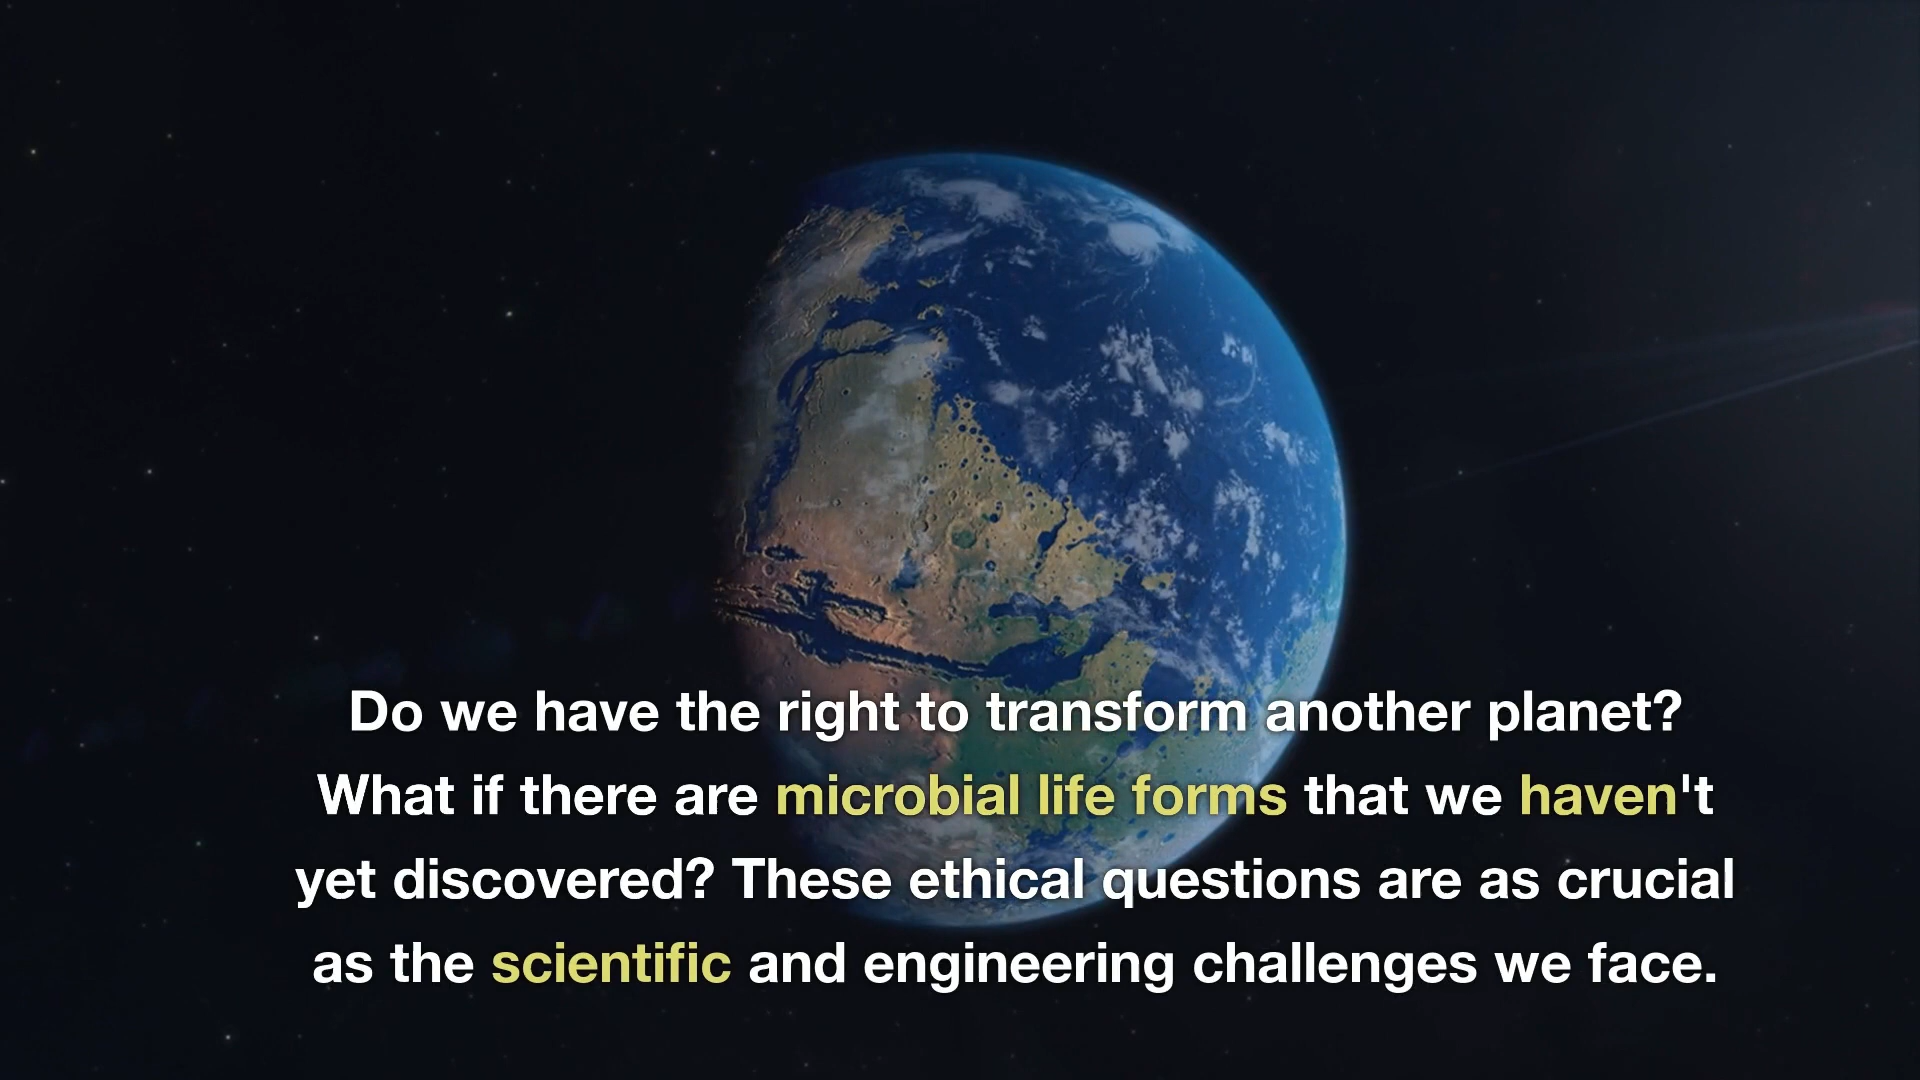 Do we have the right to transform another planet?
What if there are microbial life forms that we haven't
yet discovered? These ethical questions are as crucial
as the scientific and engineering challenges we face.